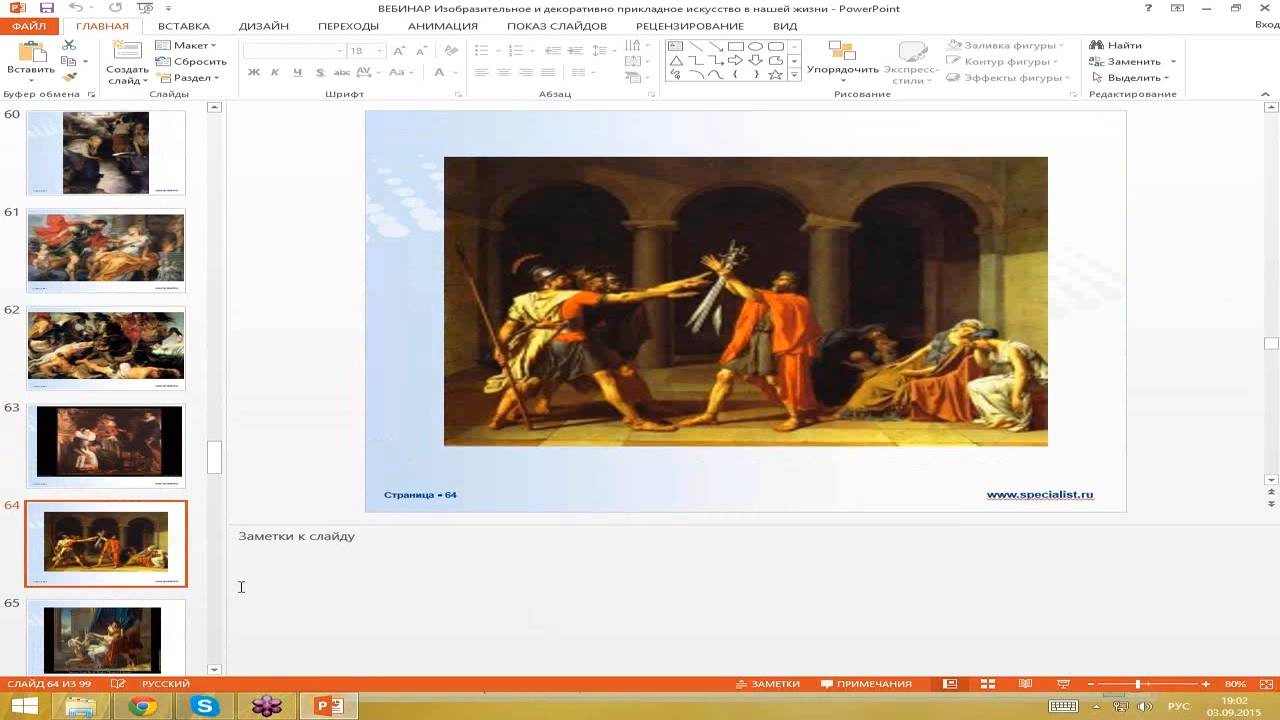 ВЕБИНАР Изобразительное и декоративно прикладное искусство в нашей жизни - PowerPoint
ФАЙЛ ГЛАВНАЯ ВСТАВКА ДИЗАЙН ПЕРЕХОДЫ ПОКАЗ СЛАЙДОВ ВИД
Вход
Вставить
Создать слайд
Макет
Сбросить
Раздел
18
Ж К Ч S abc AV Aa А
Упорядочить
Экспресс-стили
Заливка фигуры
Контур фигуры
Эффекты фигуры
Найти
Заменить
Выделить
Буфер обмена Слайды Шрифт Абзац Рисование Редактирование
60
61
62
63
64
65
Страница ▪ 64
www.specialist.ru
Заметки к слайду
СЛАЙД 64 ИЗ 99 РУССКИЙ ЗАМЕТКИ ПРИМЕЧАНИЯ 80%
РУС
19:02
03.09.2015